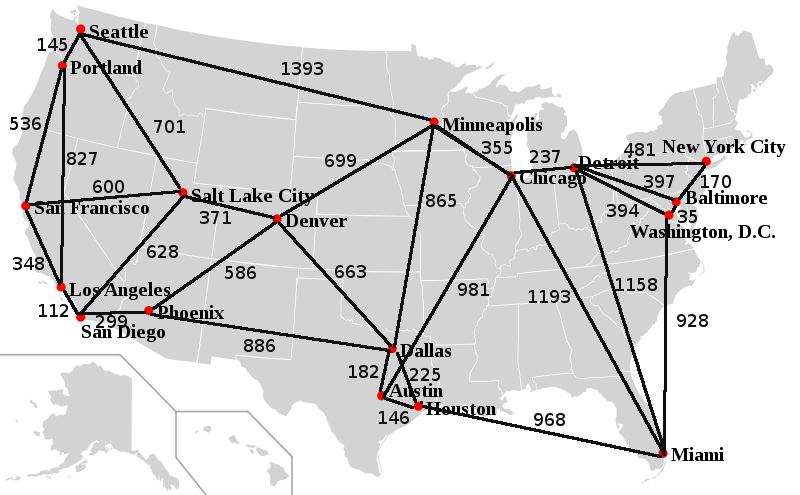 Seattle
145
Portland
1393
Minneapolis
536
701
827
699
355
237
Detroit
481
New York City
Chicago
397
170
600
Salt Lake City
865
394
Baltimore
San Francisco
371
Denver
35
Washington, D.C.
348
628
586
663
981
1193
1158
Los Angeles
112
299
Phoenix
928
San Diego
886
Dallas
182
225
Austin
146
Houston
968
Miami